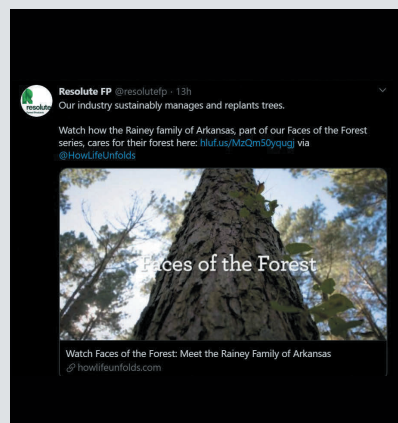 resolute
Resolute FP @resolutefp · 13h
Our industry sustainably manages and replants trees.
Watch how the Rainey family of Arkansas, part of our Faces of the Forest
series, cares for their forest here: hluf.us/MzQm50yqugj via
@HowLifeUnfolds
Faces of the Forest
Watch Faces of the Forest: Meet the Rainey Family of Arkansas
howlifeunfolds.com